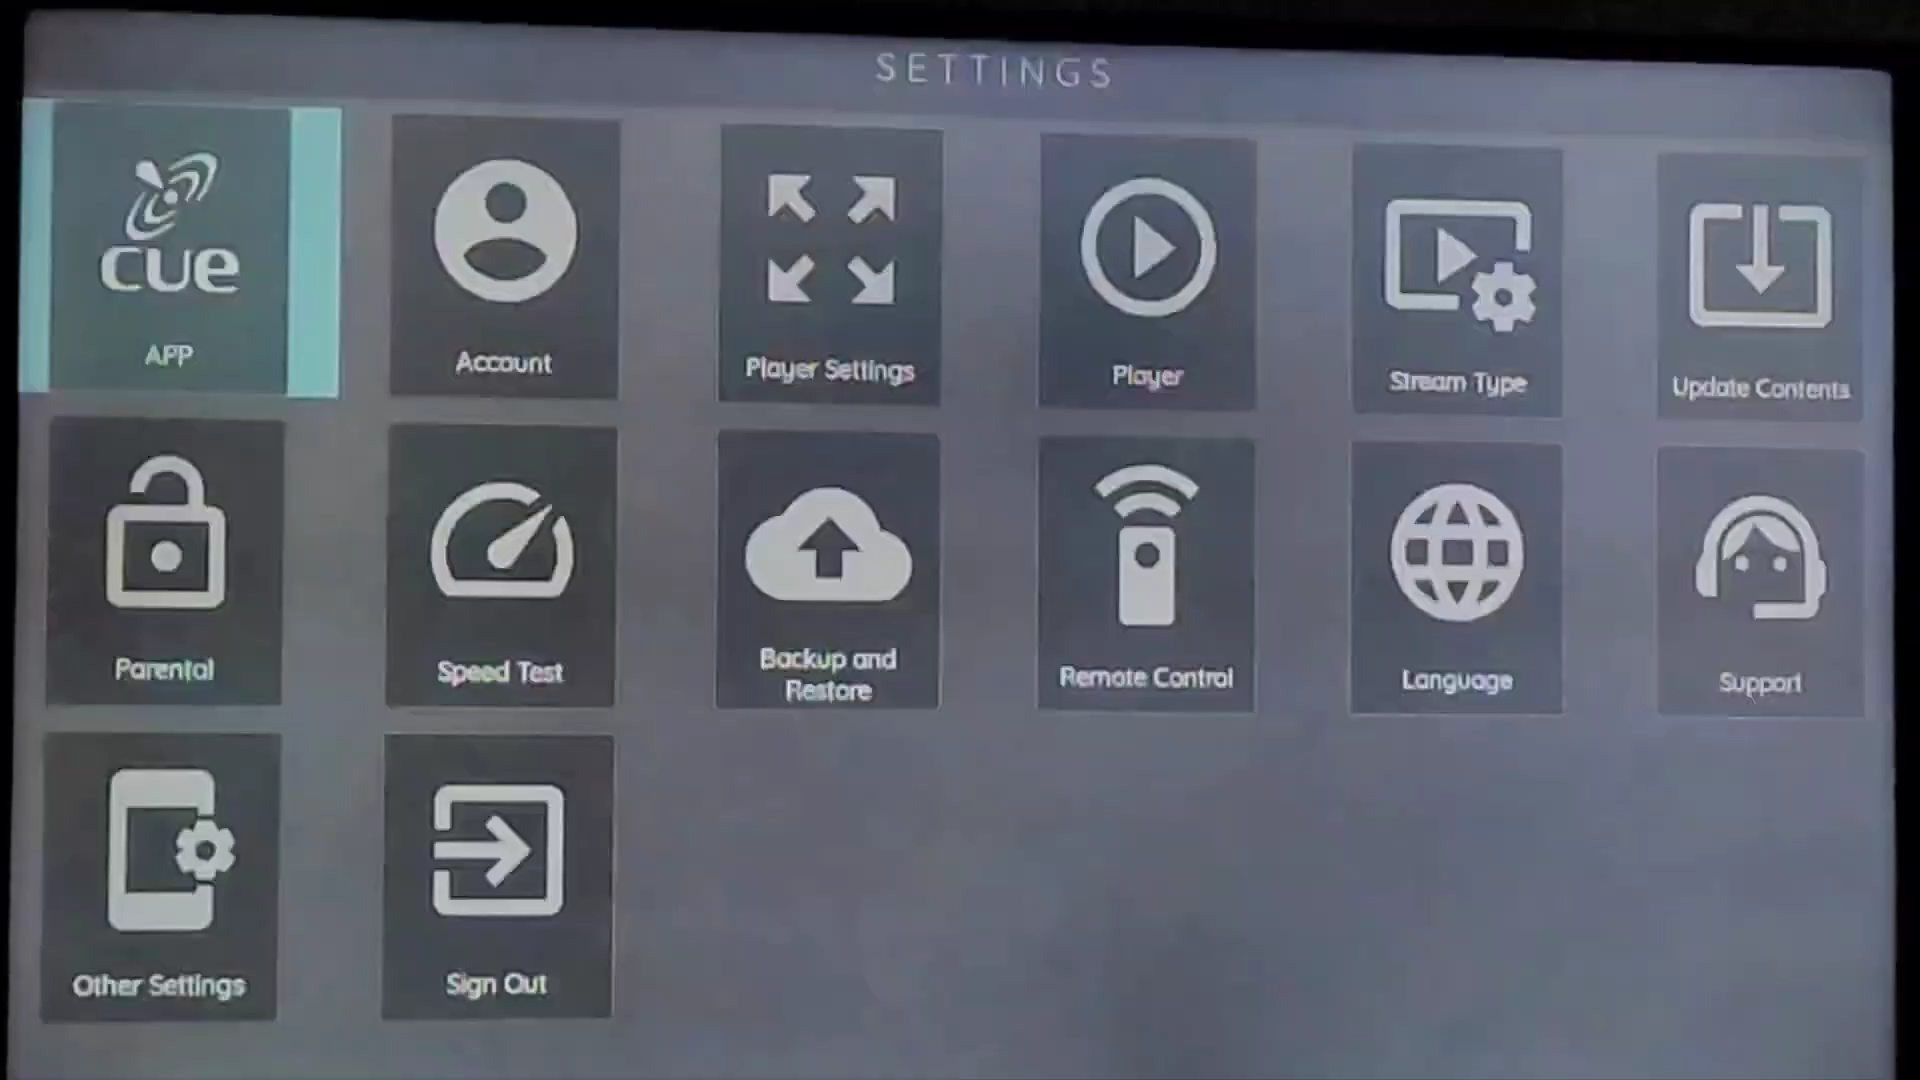 SETTINGS
cue
APP
Account
Player Settings
Player
Stream Type
Update Contents
Parental
Speed Test
Backup and
Restore
Remote Control
Language
Support
Other Settings
Sign Out